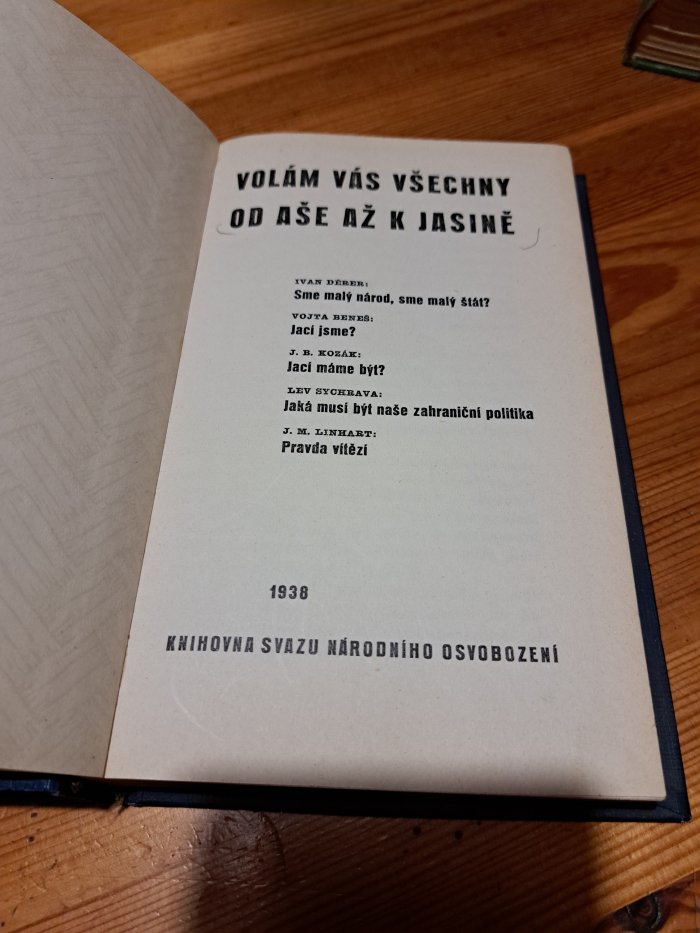 VOLÁM VÁS VŠECHNY
OD AŠE AŽ K JASINĚ
IVAN DÉRER:
Sme malý národ, sme malý štát?
VOJTA BENEŠ:
Jací jsme?
J. B. KOZÁK:
Jací máme být?
LEV SYCHRAVA:
Jaká musí být naše zahraniční politika
J. M. LINHART:
Pravda vítězí
1938
KNIHOVNA SVAZU NÁRODNÍHO OSVOBOZENÍ